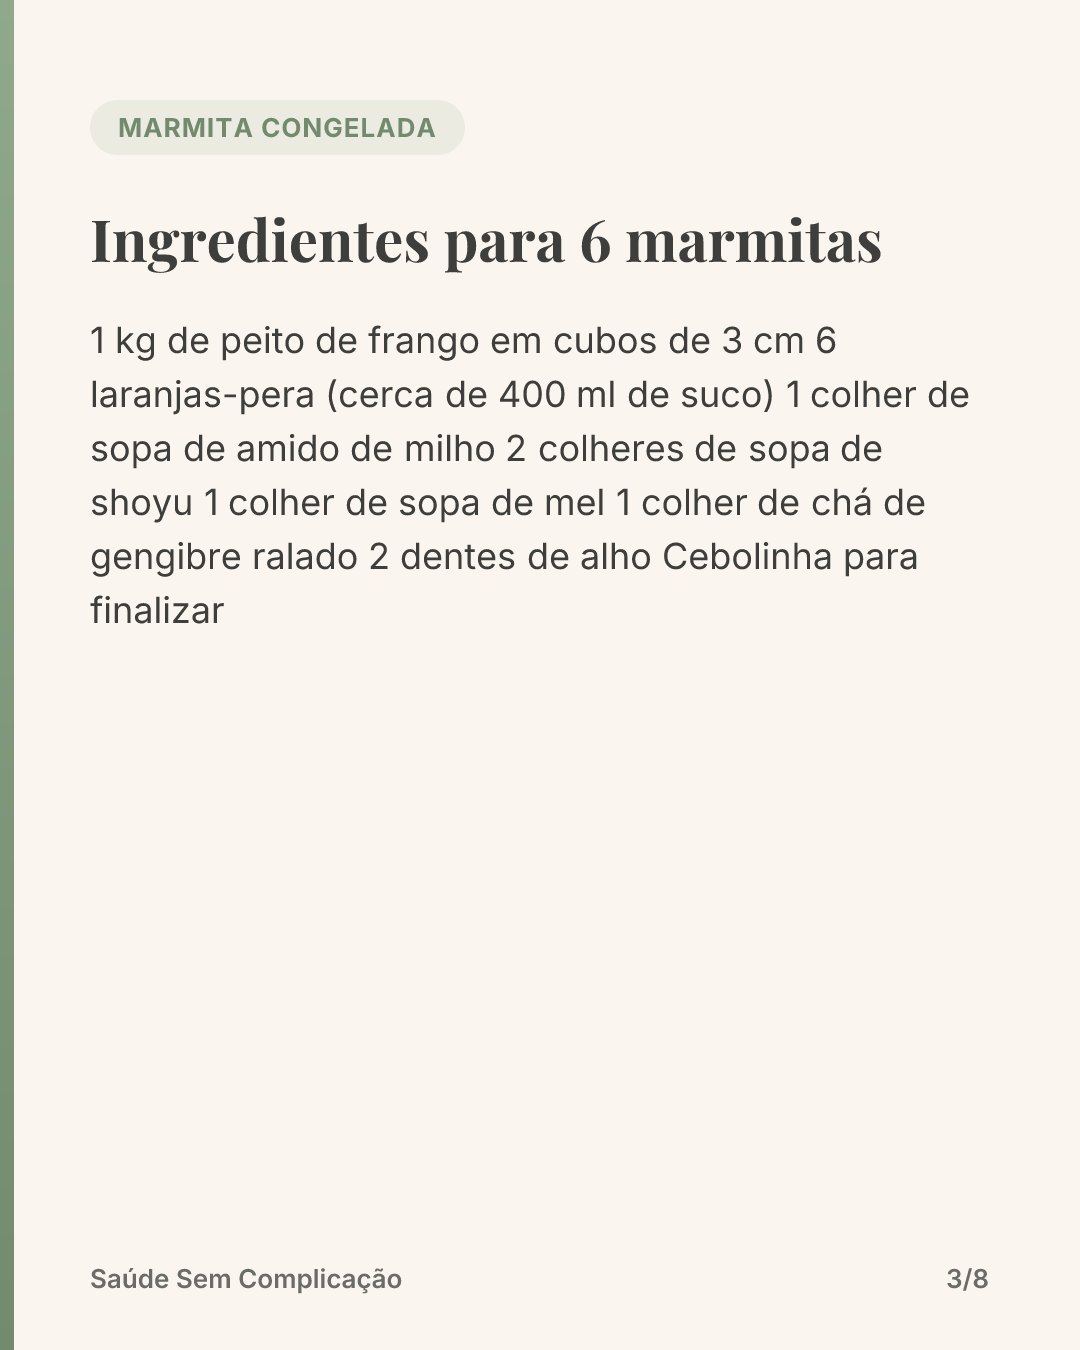 MARMITA CONGELADA
Ingredientes para 6 marmitas
1 kg de peito de frango em cubos de 3 cm 6
laranjas-pera (cerca de 400 ml de suco) 1 colher de
sopa de amido de milho 2 colheres de sopa de
shoyu 1 colher de sopa de mel 1 colher de chá de
gengibre ralado 2 dentes de alho Cebolinha para
finalizar
Saúde Sem Complicação
3/8